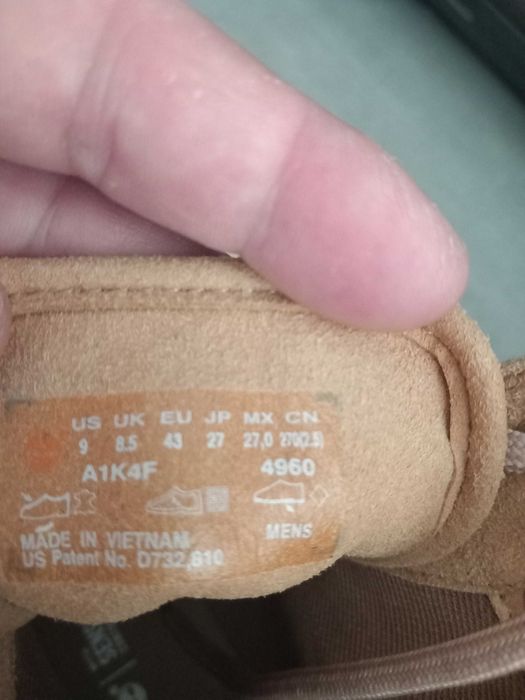 US UK EU JP MX CN
9 8.5 43 27 27,0 270(2.5)
A1K4F 4960
MADE IN VIETNAM MENS
US Patent No. D732,810